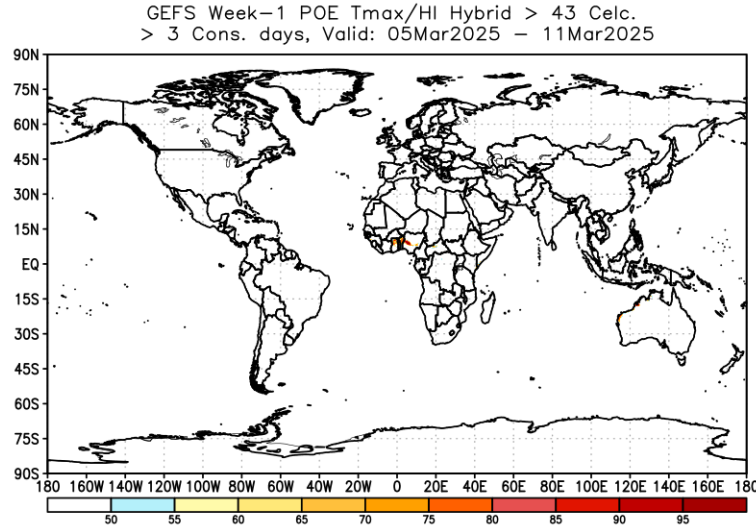 GEFS Week-1 POE Tmax/HI Hybrid > 43 Celc.
> 3 Cons. days, Valid: 05Mar2025 - 11Mar2025
90N
75N
60N
45N
30N
15N
EQ
15S
30S
45S
60S
75S
90S
180 160W 140W 120W 100W 80W 60W 40W 20W 0 20E 40E 60E 80E 100E 120E 140E 160E 180
50 55 60 65 70 75 80 85 90 95